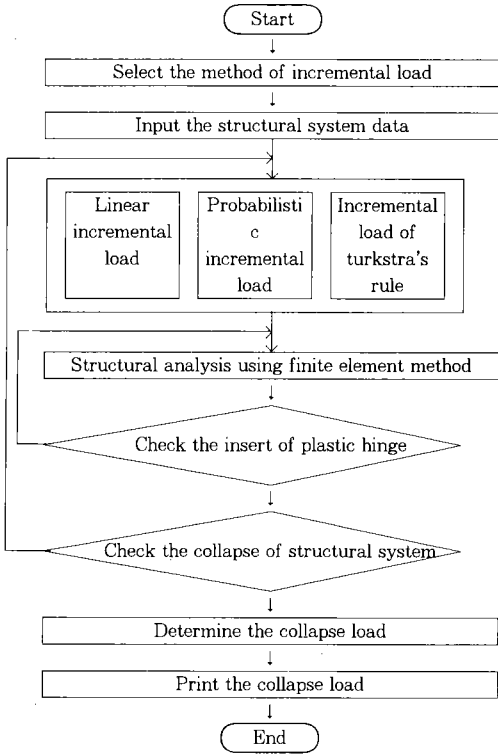 Start
Select the method of incremental load
Input the structural system data
Linear
incremental
load
Probabilisti
c
incremental
load
Incremental
load of
turkstra's
rule
Structural analysis using finite element method
Check the insert of plastic hinge
Check the collapse of structural system
Determine the collapse load
Print the collapse load
End